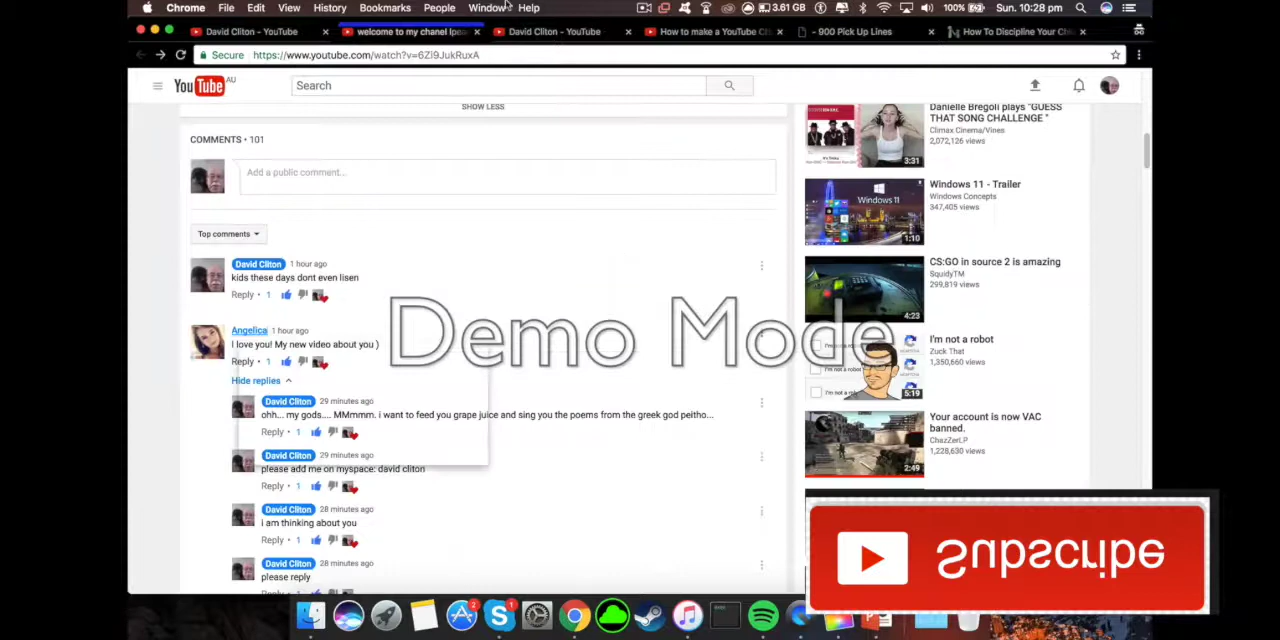 Chrome File Edit View History Bookmarks People Window Help
3.61 GB 100% Sun. 10:28 pm
David Cliton - YouTube
welcome to my chanel
David Cliton - YouTube
How to make a YouTube
- 900 Pick Up Lines
How To Discipline Your
Secure https://www.youtube.com/watch?v=6Zl9JukRuxA
YouTube AU
Search
SHOW LESS
COMMENTS • 101
Add a public comment...
Top comments
David Cliton 1 hour ago
kids these days dont even lisen
Reply • 1
Angelica 1 hour ago
I love you! My new video about you )
Reply • 1
Hide replies
David Cliton 29 minutes ago
ohh... my gods.... MMmmm. i want to feed you grape juice and sing you the poems from the greek god peitho...
Reply • 1
David Cliton 29 minutes ago
please add me on myspace: david cliton
Reply • 1
David Cliton 28 minutes ago
i am thinking about you
Reply • 1
David Cliton 28 minutes ago
please reply
Demo Mode
Danielle Bregoli plays "GUESS
THAT SONG CHALLENGE "
Climax Cinema/Vines
2,072,126 views
3:31
Windows 11 - Trailer
Windows Concepts
347,405 views
Windows 11
1:10
CS:GO in source 2 is amazing
SquidyTM
299,819 views
4:23
I'm not a robot
Zuck That
1,350,660 views
I'm not a robot
5:19
Your account is now VAC
banned.
ChazZerLP
1,228,630 views
2:49
Subscribe